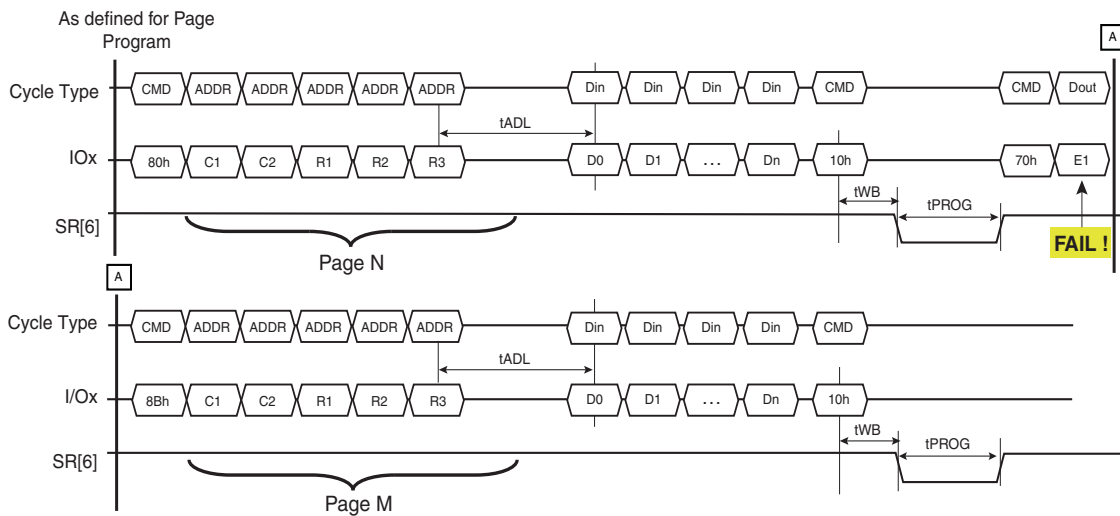 As defined for Page
Program
A
Cycle Type CMD ADDR ADDR ADDR ADDR ADDR Din Din Din Din CMD CMD Dout
tADL
IOx 80h C1 C2 R1 R2 R3 D0 D1 ... Dn 10h 70h E1
tWB tPROG
SR[6]
FAIL !
Page N
A
Cycle Type CMD ADDR ADDR ADDR ADDR ADDR Din Din Din Din CMD
tADL
I/Ox 8Bh C1 C2 R1 R2 R3 D0 D1 ... Dn 10h
tWB tPROG
SR[6]
Page M